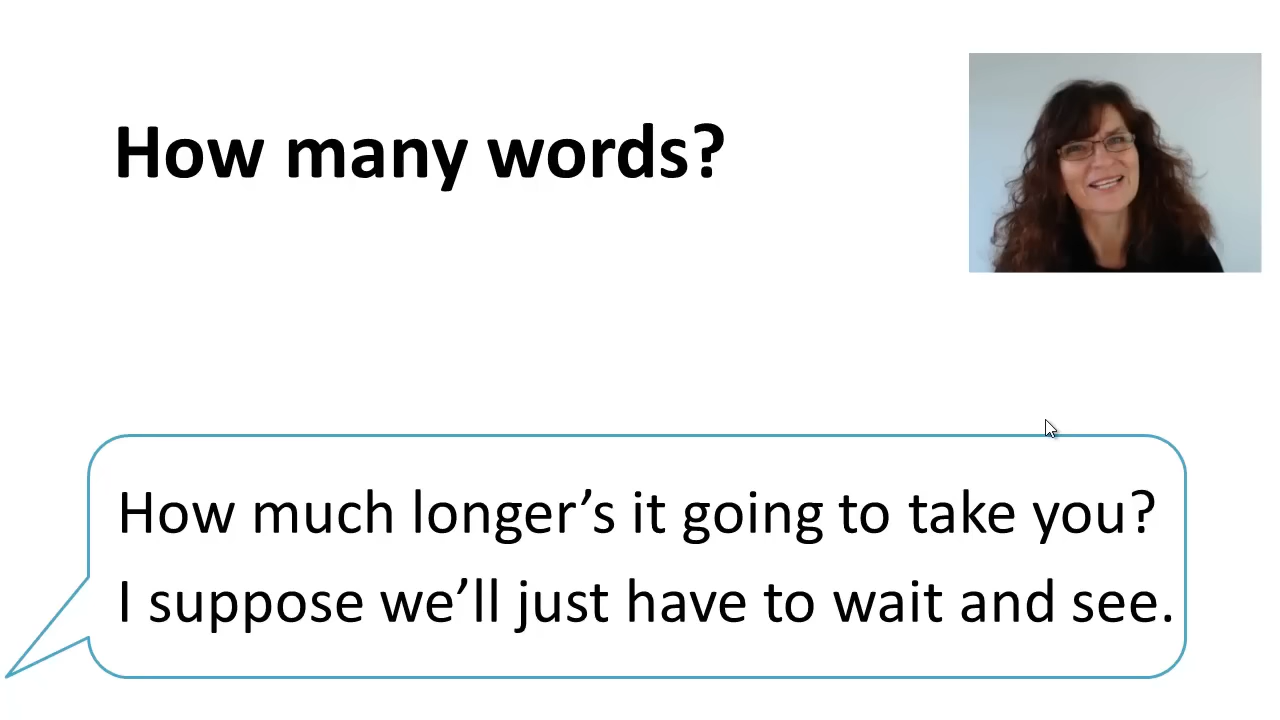 How many words?
How much longer’s it going to take you?
I suppose we’ll just have to wait and see.